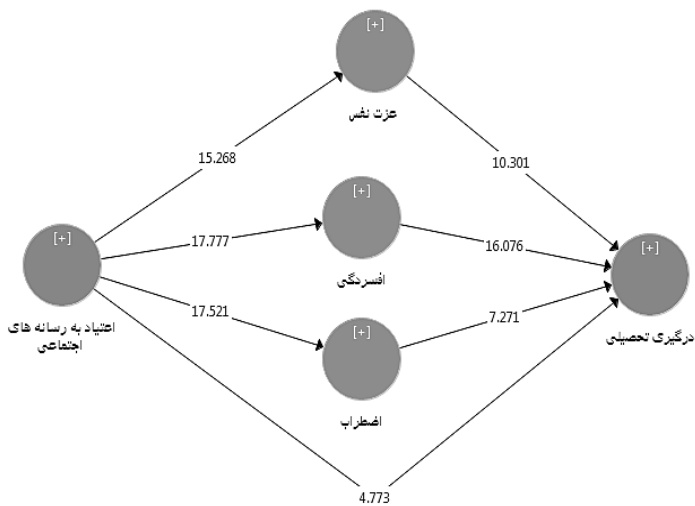 [+]
عزت نفس
15.268
10.301
[+]
17.777
16.076
افسردگی
[+]
اعتیاد به رسانه های
اجتماعی
[+]
درگیری تحصیلی
17.521
7.271
[+]
اضطراب
4.773